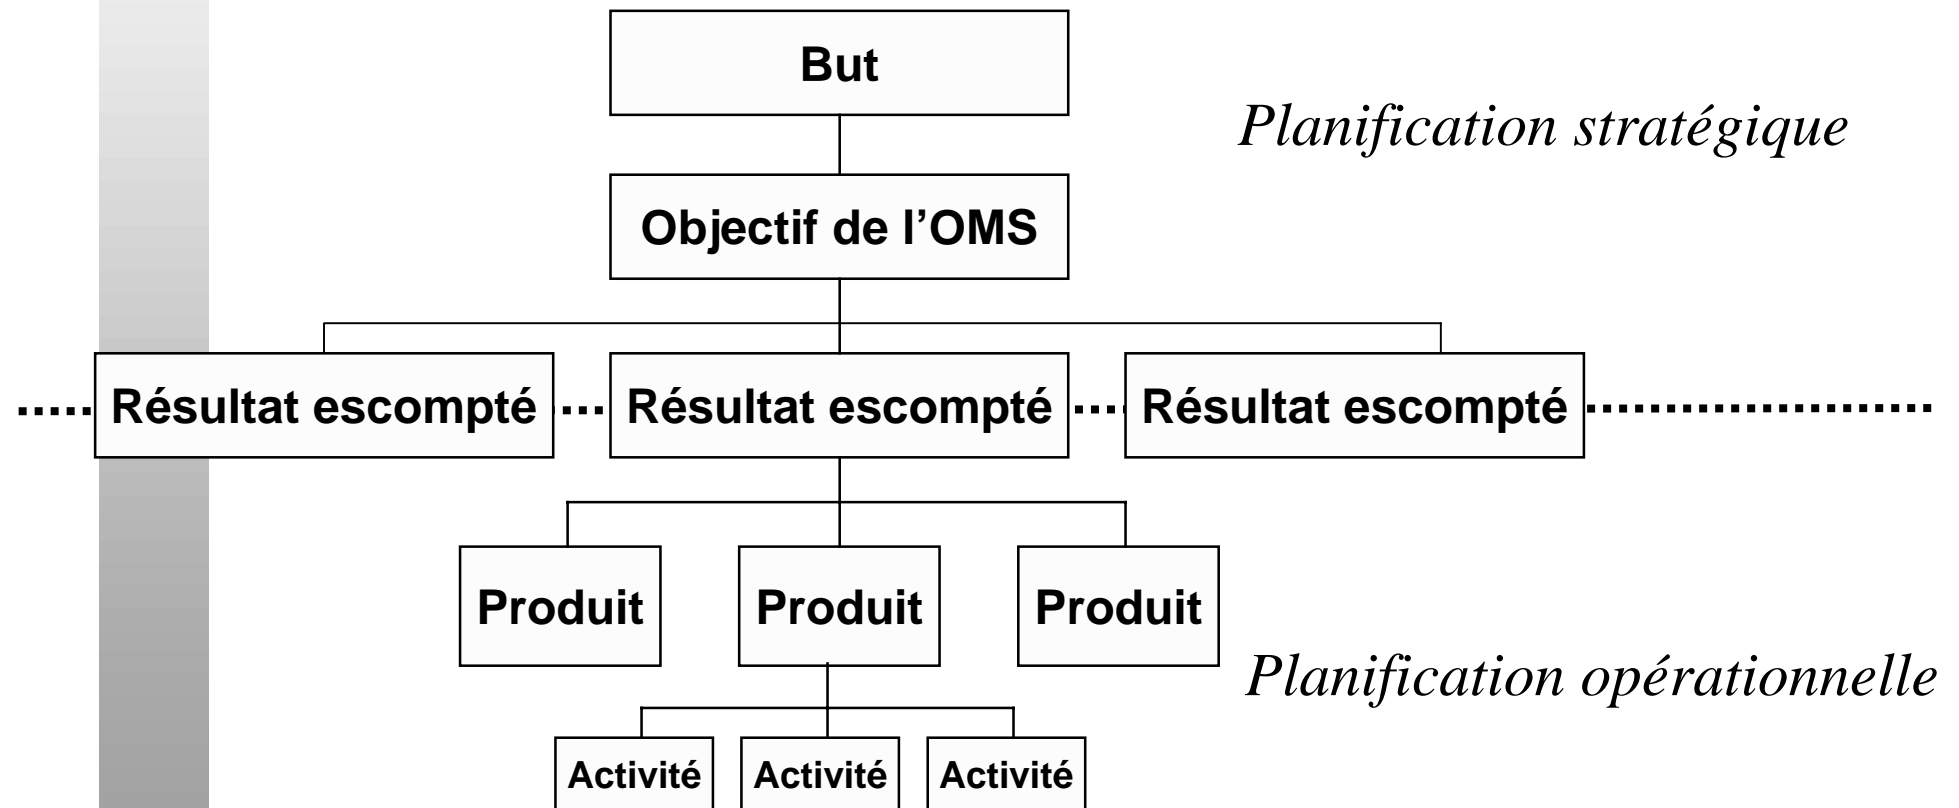 But
Planification stratégique
Objectif de l’OMS
Résultat escompté
Résultat escompté
Résultat escompté
Produit
Produit
Produit
Planification opérationnelle
Activité
Activité
Activité